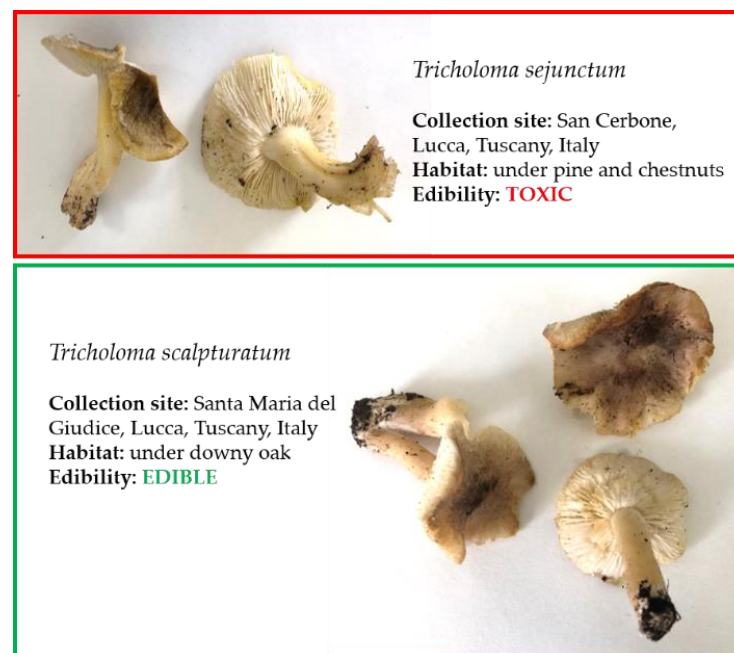 Tricholoma sejunctum
Collection site: San Cerbone,
Lucca, Tuscany, Italy
Habitat: under pine and chestnuts
Edibility: TOXIC
Tricholoma scalpturatum
Collection site: Santa Maria del
Giudice, Lucca, Tuscany, Italy
Habitat: under downy oak
Edibility: EDIBLE